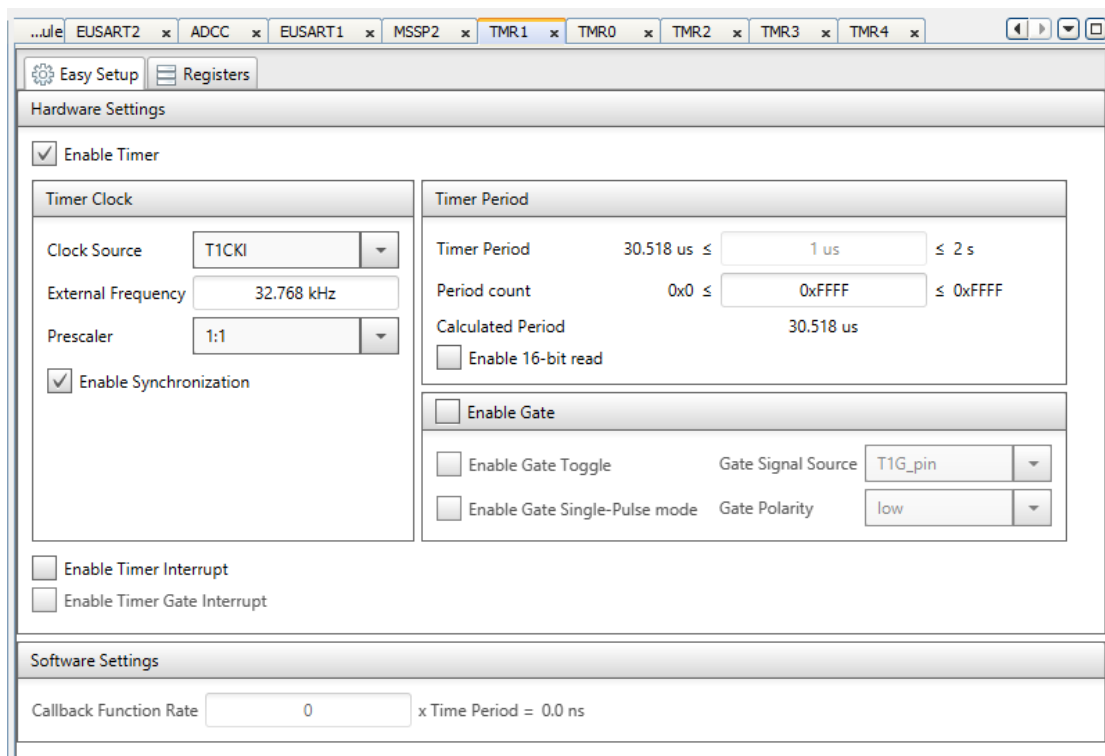 ...ule EUSART2 x ADCC x EUSART1 x MSSP2 x TMR1 x TMR0 x TMR2 x TMR3 x TMR4 x
Easy Setup Registers
Hardware Settings
Enable Timer
Timer Clock
Clock Source T1CKI
External Frequency 32.768 kHz
Prescaler 1:1
Enable Synchronization
Timer Period
Timer Period 30.518 us ≤ 1 us ≤ 2 s
Period count 0x0 ≤ 0xFFFF ≤ 0xFFFF
Calculated Period 30.518 us
Enable 16-bit read
Enable Gate
Enable Gate Toggle Gate Signal Source T1G_pin
Enable Gate Single-Pulse mode Gate Polarity low
Enable Timer Interrupt
Enable Timer Gate Interrupt
Software Settings
Callback Function Rate 0 x Time Period = 0.0 ns